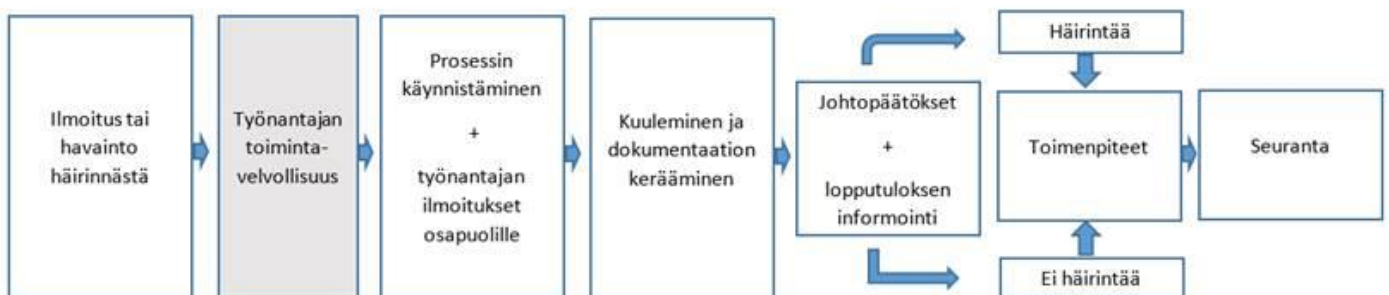 Ilmoitus tai
havainto
häirinnästä
Työnantajan
toiminta-
velvollisuus
Prosessin
käynnistäminen
+
työnantajan
ilmoitukset
osapuolille
Kuuleminen ja
dokumentaation
kerääminen
Johtopäätökset
+
lopputuloksen
informointi
Häirintää
Toimenpiteet
Ei häirintää
Seuranta